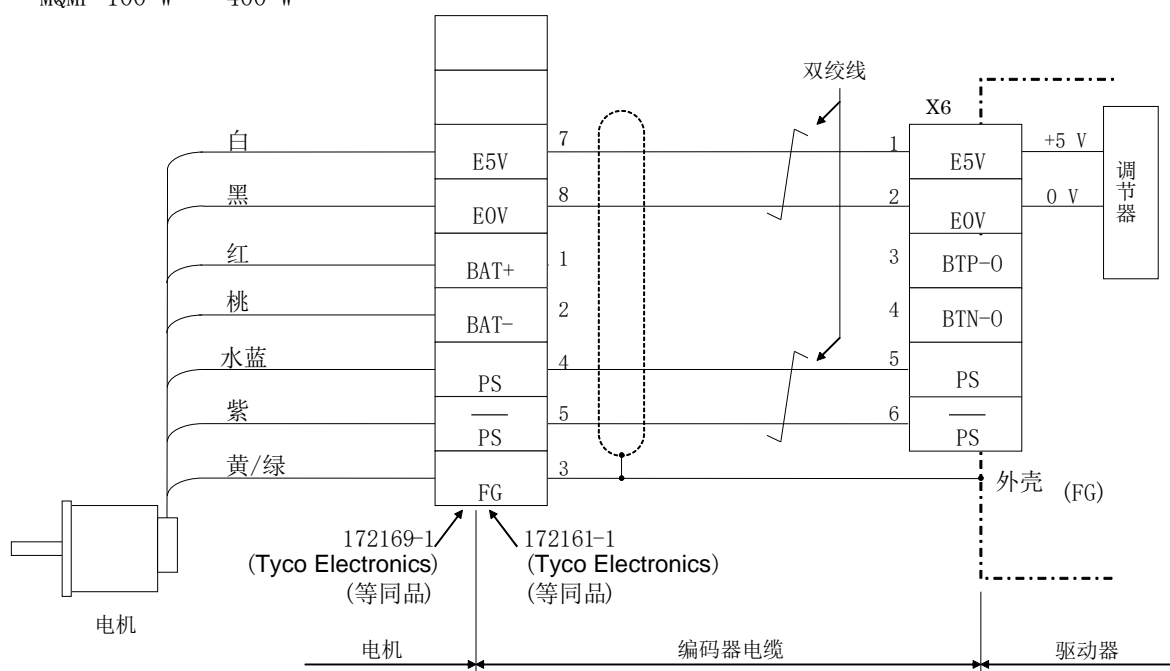 双绞线
X6
白 E5V 7 1 E5V +5 V
黑 E0V 8 2 E0V 0 V
调节器
红 BAT+ 1 3 BTP-0
桃 BAT- 2 4 BTN-0
水蓝 PS 4 5 PS
紫 PS 5 6 PS
黄/绿 FG 3 外壳 (FG)
172169-1
(Tyco Electronics)
(等同品)
172161-1
(Tyco Electronics)
(等同品)
电机
电机 编码器电缆 驱动器